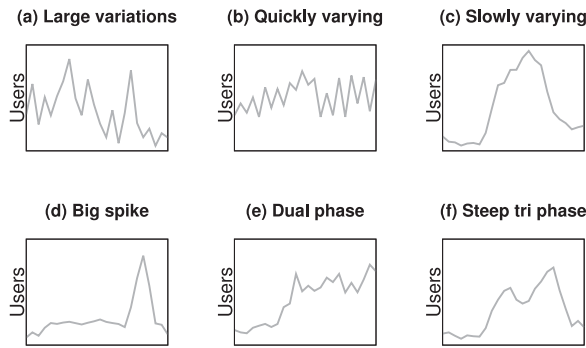 (a) Large variations
(b) Quickly varying
(c) Slowly varying
Users
Users
Users
(d) Big spike
(e) Dual phase
(f) Steep tri phase
Users
Users
Users